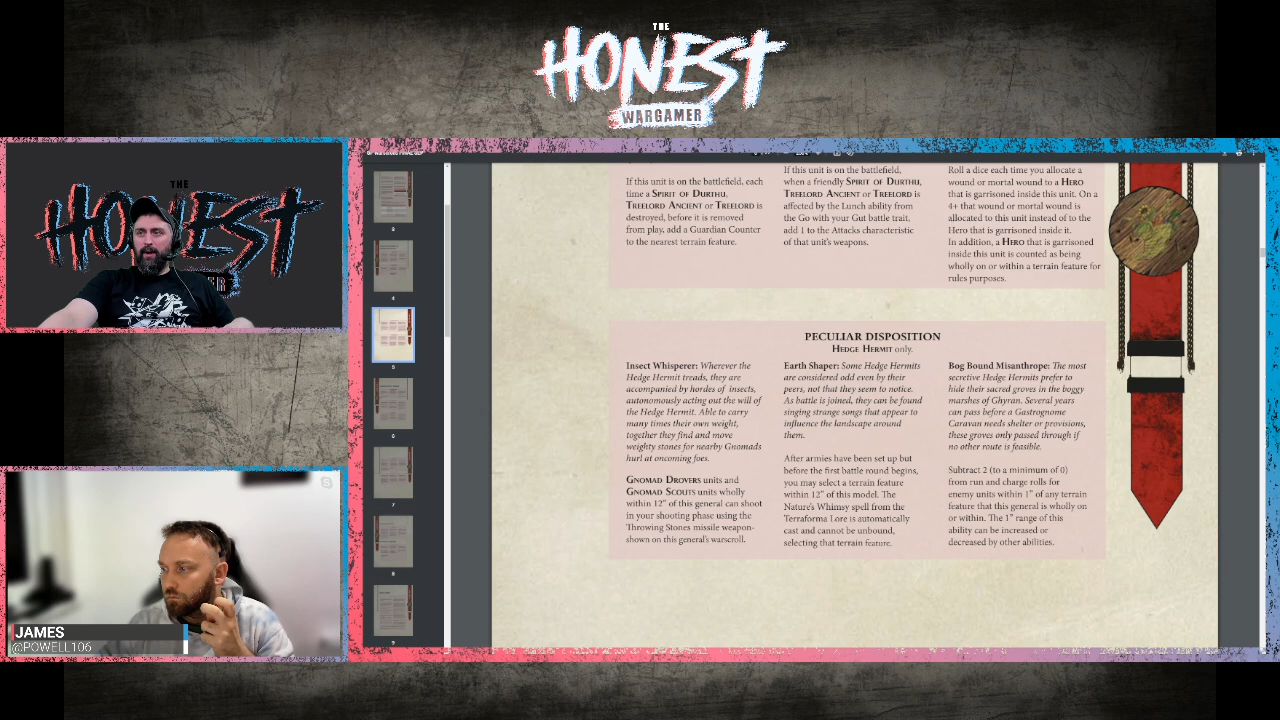 THE
HONEST
WARGAMER
THE
HONEST
JAMES
@POWELL106
4
5
6
7
8
9
If this unit is on the battlefield, each
time a SPIRIT OF DURTHU,
TREELORD ANCIENT or TREELORD is
destroyed, before it is removed
from play, add a Guardian Counter
to the nearest terrain feature.
If this unit is on the battlefield,
when a friendly SPIRIT OF DURTHU,
TREELORD ANCIENT or TREELORD is
affected by the Lunch ability from
the Go with your Gut battle trait,
add 1 to the Attacks characteristic
of that unit's weapons.
Roll a dice each time you allocate a
wound or mortal wound to a HERO
that is garrisoned inside this unit. On a
4+ that wound or mortal wound is
allocated to this unit instead of to the
Hero that is garrisoned inside it.
In addition, a HERO that is garrisoned
inside this unit is counted as being
wholly on or within a terrain feature for
rules purposes.
PECULIAR DISPOSITION
HEDGE HERMIT only.
Insect Whisperer: Wherever the
Hedge Hermit treads, they are
accompanied by hordes of insects,
autonomously acting out the will of
the Hedge Hermit. Able to carry
many times their own weight,
together they find and move
weighty stones for nearby Gnomads
hurl at oncoming foes.
GNOMAD DROVERS units and
GNOMAD SCOUTS units wholly
within 12" of this general can shoot
in your shooting phase using the
Throwing Stones missile weapon-
shown on this general's warscroll.
Earth Shaper: Some Hedge Hermits
are considered odd even by their
peers, not that they seem to notice.
As battle is joined, they can be found
singing strange songs that appear to
influence the landscape around
them.
After armies have been set up but
before the first battle round begins,
you may select a terrain feature
within 12" of this model. The
Nature's Whimsy spell from the
Terraforma Lore is automatically
cast and cannot be unbound,
selecting that terrain feature.
Bog Bound Misanthrope: The most
secretive Hedge Hermits prefer to
hide their sacred groves in the boggy
marshes of Ghyran. Several years
can pass before a Gastrognome
Caravan needs shelter or provisions,
these groves only passed through if
no other route is feasible.
Subtract 2 (to a minimum of 0)
from run and charge rolls for
enemy units within 1" of any terrain
feature that this general is wholly on
or within. The 1" range of this
ability can be increased or
decreased by other abilities.